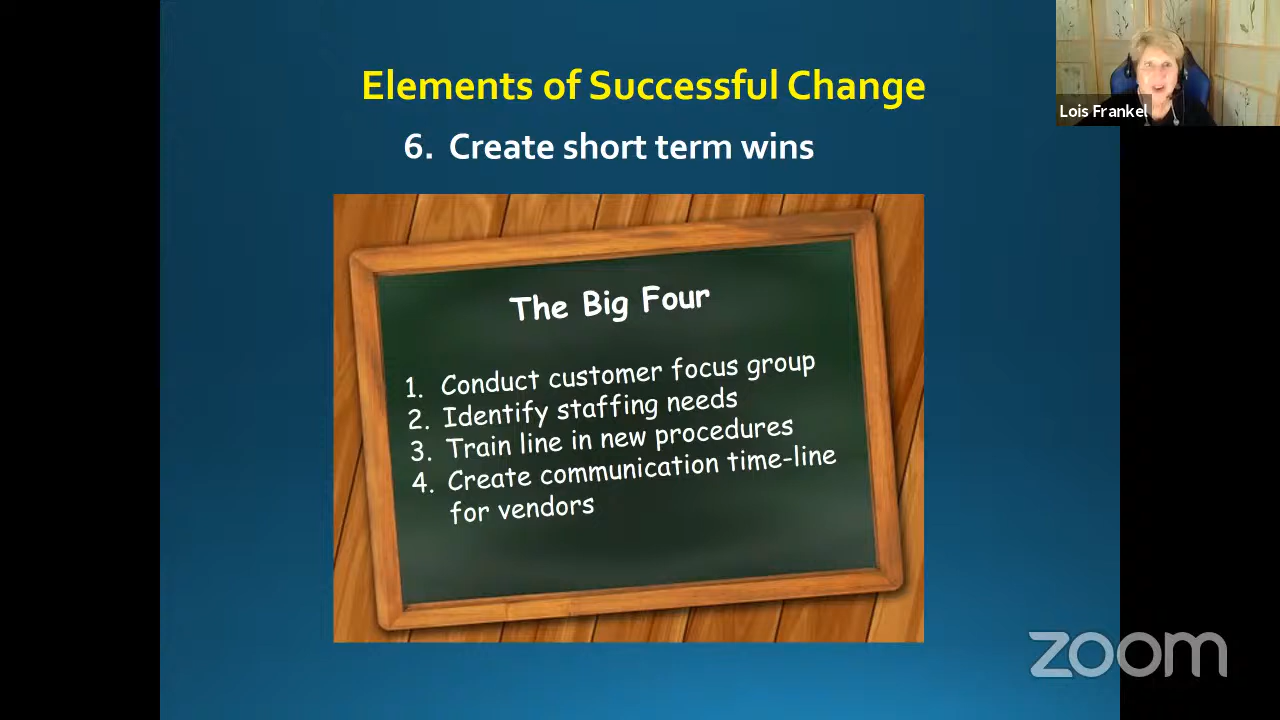 Elements of Successful Change
Lois Frankel
6. Create short term wins
The Big Four
1. Conduct customer focus group
2. Identify staffing needs
3. Train line in new procedures
4. Create communication time-line
for vendors
zoom